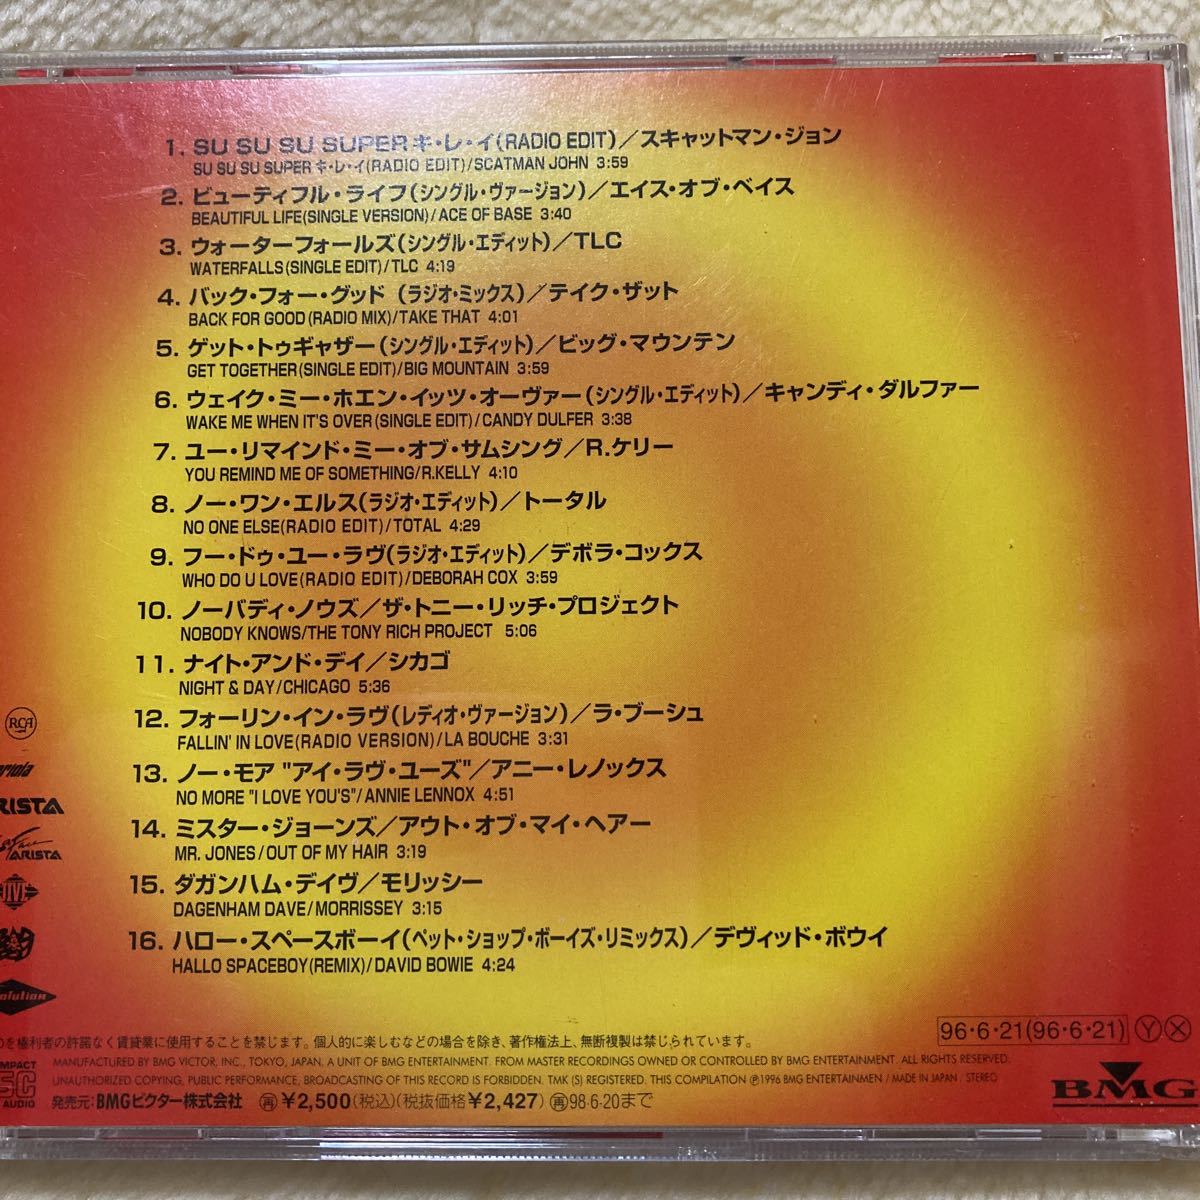 1. SU SU SU SUPER キ・レ・イ(RADIO EDIT)／スキャットマン・ジョン
SU SU SU SUPER キ・レ・イ(RADIO EDIT)/SCATMAN JOHN 3:59
2. ビューティフル・ライフ(シングル・ヴァージョン)／エイス・オブ・ベイス
BEAUTIFUL LIFE(SINGLE VERSION)/ACE OF BASE 3:40
3. ウォーターフォールズ(シングル・エディット)／TLC
WATERFALLS(SINGLE EDIT)/TLC 4:19
4. バック・フォー・グッド (ラジオ・ミックス)／テイク・ザット
BACK FOR GOOD(RADIO MIX)/TAKE THAT 4:01
5. ゲット・トゥギャザー(シングル・エディット)／ビッグ・マウンテン
GET TOGETHER(SINGLE EDIT)/BIG MOUNTAIN 3:59
6. ウェイク・ミー・ホエン・イッツ・オーヴァー(シングル・エディット)／キャンディ・ダルファー
WAKE ME WHEN IT'S OVER(SINGLE EDIT)/CANDY DULFER 3:38
7. ユー・リマインド・ミー・オブ・サムシング／R.ケリー
YOU REMIND ME OF SOMETHING/R.KELLY 4:10
8. ノー・ワン・エルス(ラジオ・エディット)／トータル
NO ONE ELSE(RADIO EDIT)/TOTAL 4:29
9. フー・ドゥ・ユー・ラヴ(ラジオ・エディット)／デボラ・コックス
WHO DO U LOVE(RADIO EDIT)/DEBORAH COX 3:59
10. ノーバディ・ノウズ／ザ・トニー・リッチ・プロジェクト
NOBODY KNOWS/THE TONY RICH PROJECT 5:06
11. ナイト・アンド・デイ／シカゴ
NIGHT & DAY/CHICAGO 5:36
12. フォーリン・イン・ラヴ(レディオ・ヴァージョン)／ラ・ブーシュ
FALLIN' IN LOVE(RADIO VERSION)/LA BOUCHE 3:31
13. ノー・モア "アイ・ラヴ・ユーズ"／アニー・レノックス
NO MORE "I LOVE YOU'S"/ANNIE LENNOX 4:51
14. ミスター・ジョーンズ／アウト・オブ・マイ・ヘアー
MR. JONES/OUT OF MY HAIR 3:19
15. ダガンハム・デイヴ／モリッシー
DAGENHAM DAVE/MORRISSEY 3:15
16. ハロー・スペースボーイ(ペット・ショップ・ボーイズ・リミックス)／デヴィッド・ボウイ
HALLO SPACEBOY(REMIX)/DAVID BOWIE 4:24
RCA
RISTA
ARISTA
JIVE
96・6・21(96・6・21) Ⓨ Ⓧ
を権利者の許諾なく賃貸業に使用することを禁じます。個人的に楽しむなどの場合を除き、著作権法上、無断複製は禁じられています。
MANUFACTURED BY BMG VICTOR, INC., TOKYO, JAPAN, A UNIT OF BMG ENTERTAINMENT. FROM MASTER RECORDINGS OWNED OR CONTROLLED BY BMG ENTERTAINMENT. ALL RIGHTS RESERVED.
UNAUTHORIZED COPYING, PUBLIC PERFORMANCE, BROADCASTING OF THIS RECORD IS FORBIDDEN. TMK (S) REGISTERED. THIS COMPILATION ℗1996 BMG ENTERTAINMEN / MADE IN JAPAN / STEREO
AUDIO
発売元:BMGビクター株式会社 ㊢¥2,500(税込)(税抜価格¥2,427) ㊢98・6・20まで
BMG